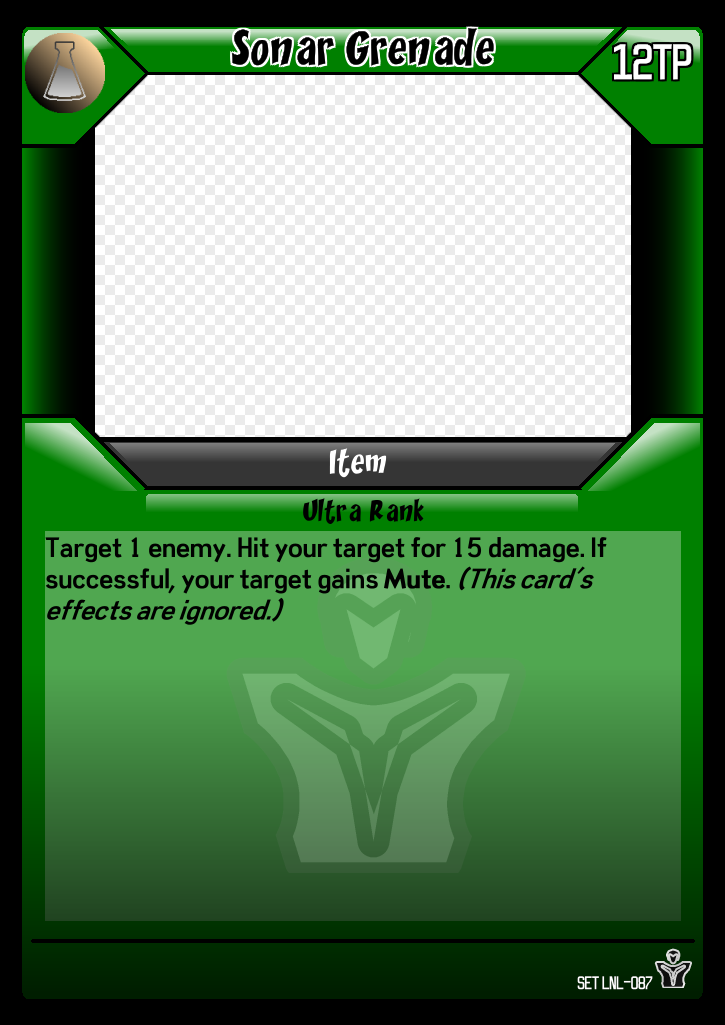 Sonar Grenade
12TP
Item
Ultra Rank
Target 1 enemy. Hit your target for 15 damage. If
successful, your target gains Mute. (This card's
effects are ignored.)
SET LNL-087